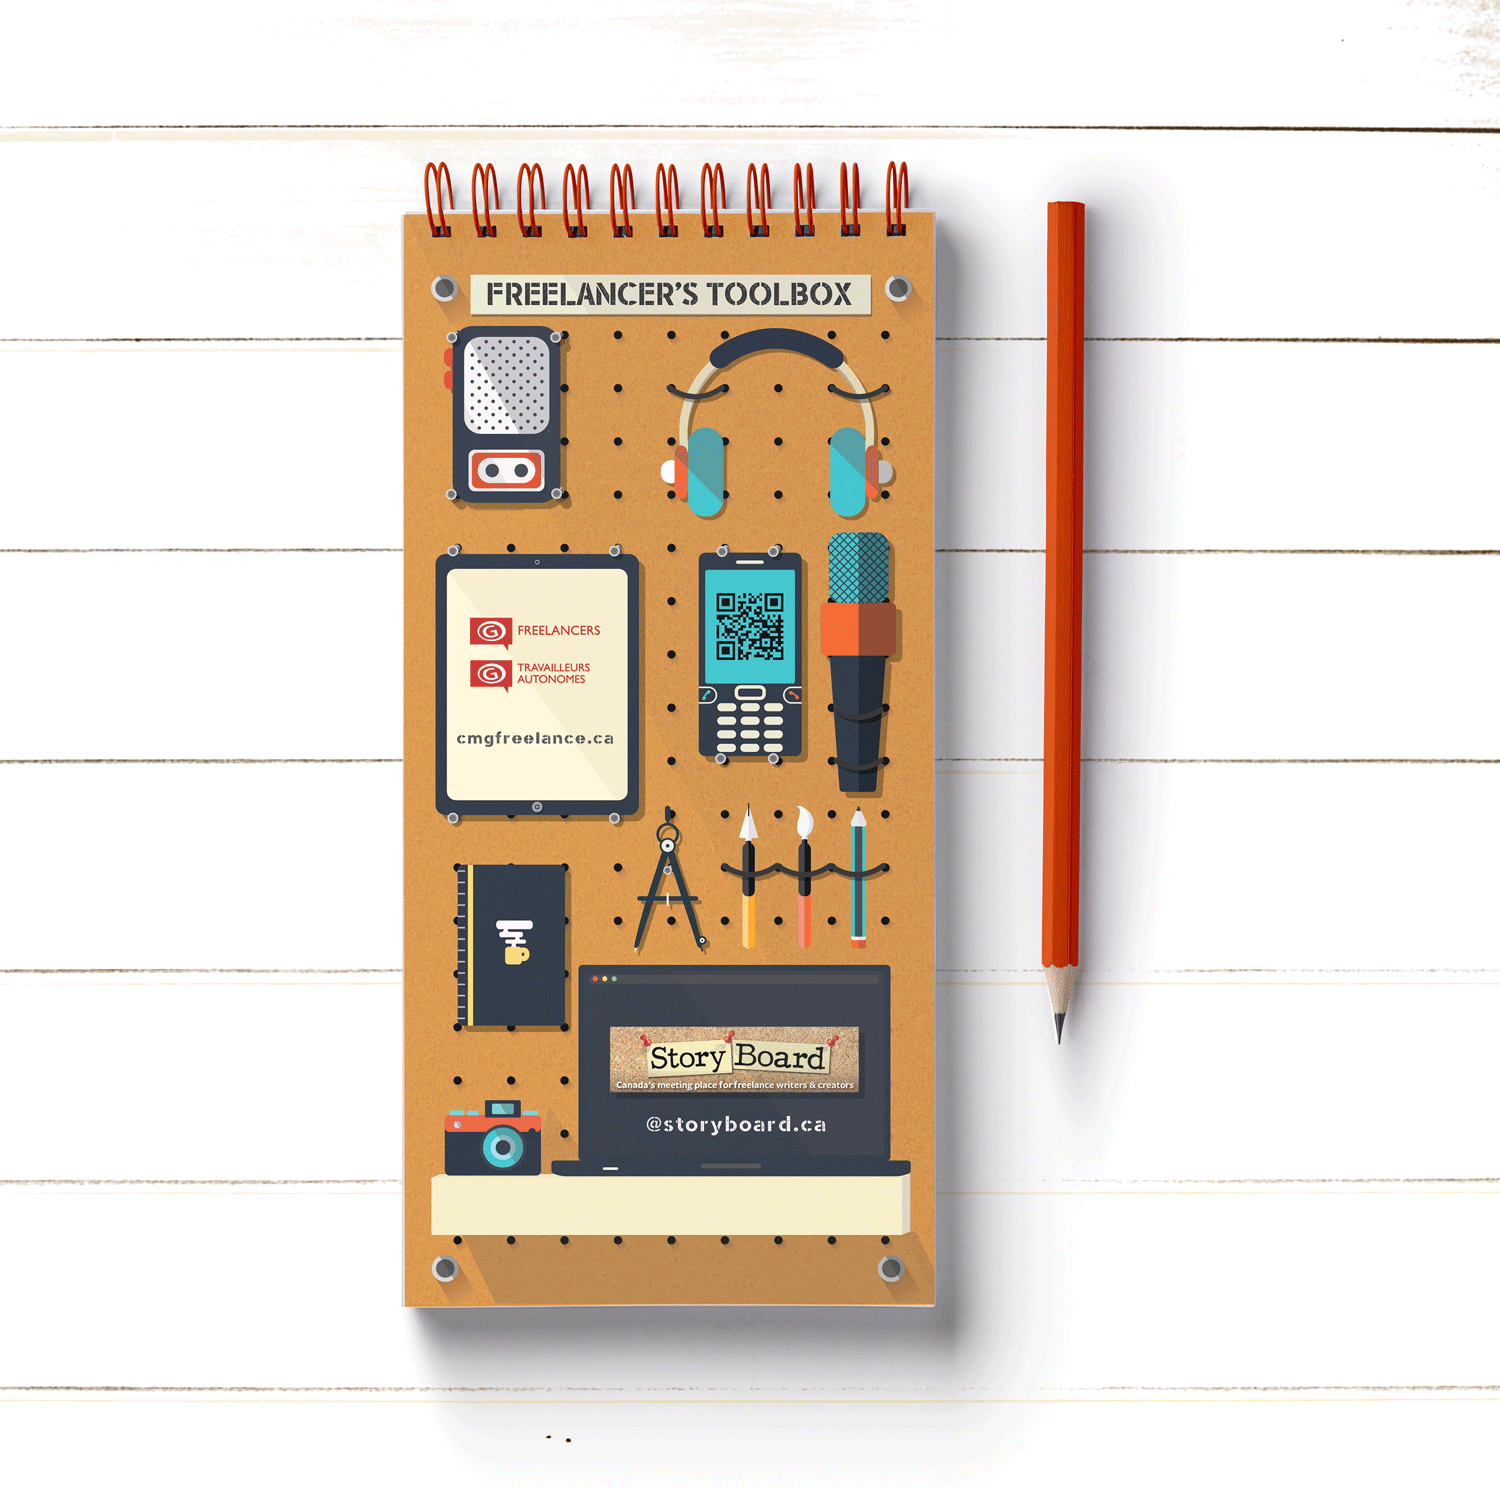 FREELANCER'S TOOLBOX
G FREELANCERS
G TRAVAILLEURS
AUTONOMES
cmgfreelance.ca
Story Board
Canada's meeting place for freelance writers & creators
@storyboard.ca